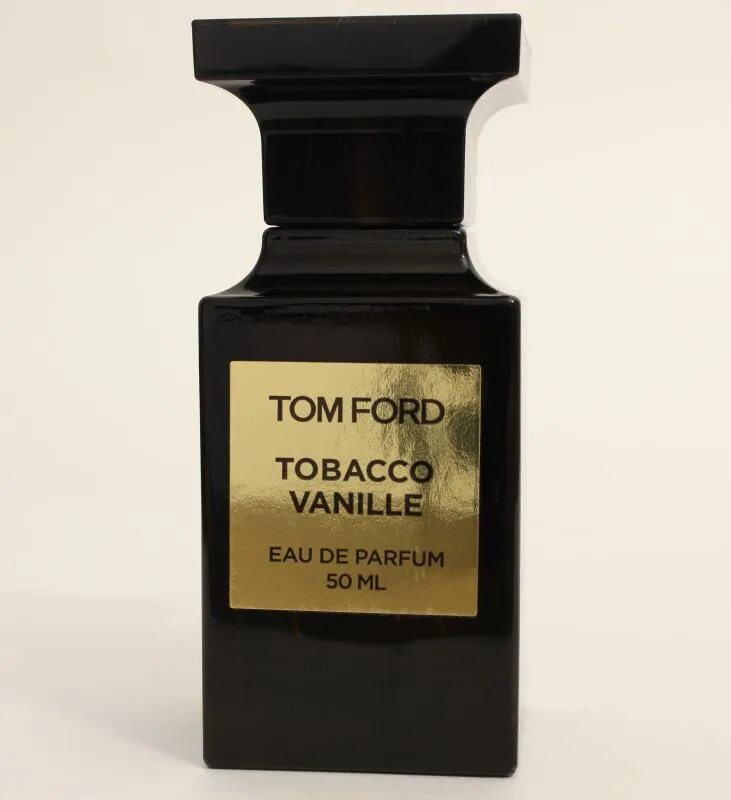 TOM FORD
TOBACCO
VANILLE
EAU DE PARFUM
50 ML